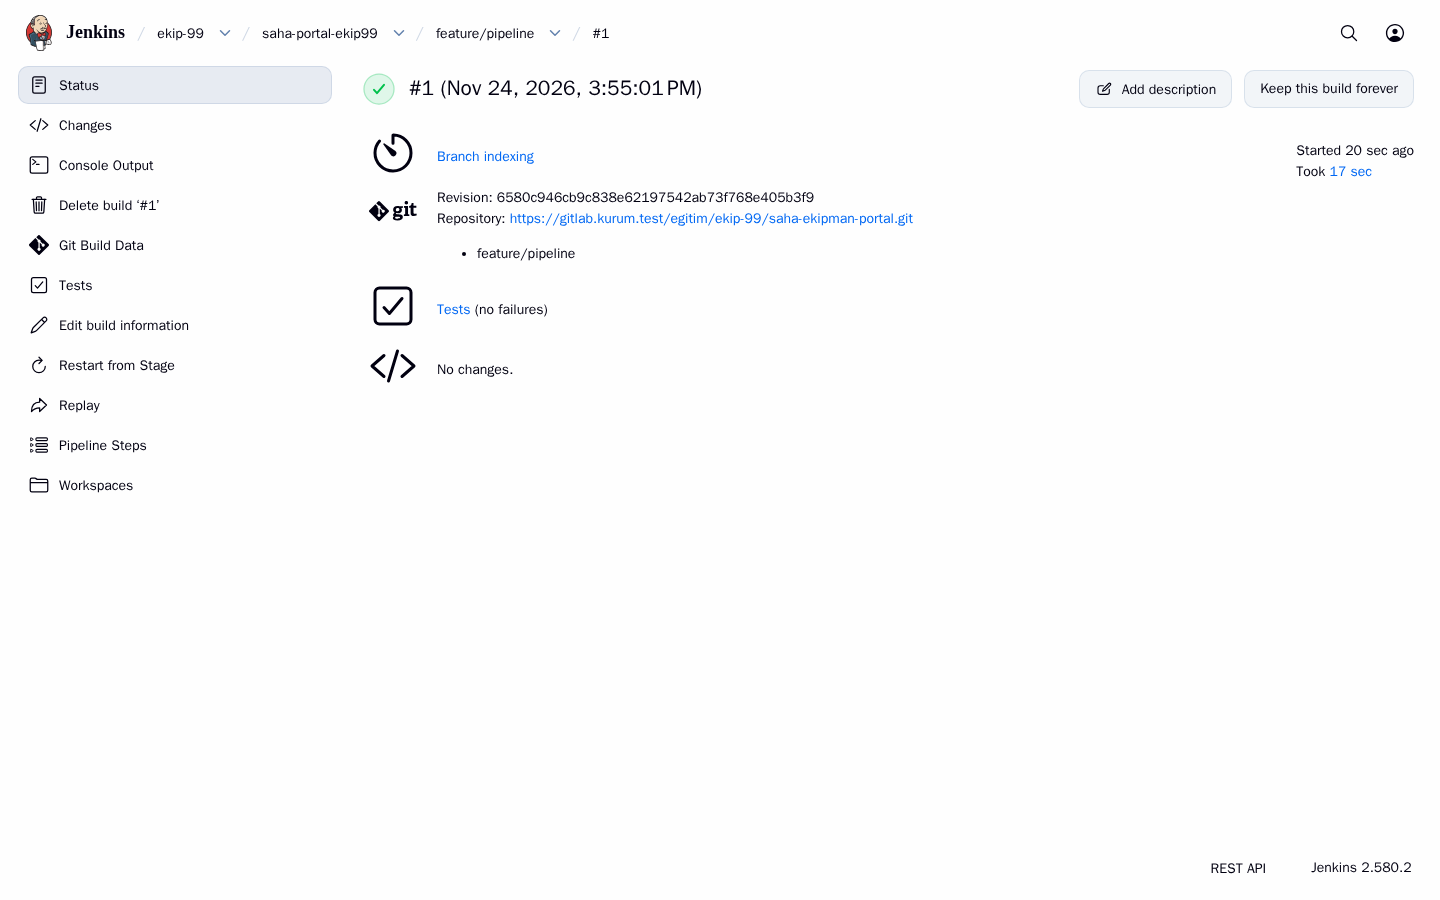 Jenkins / ekip-99 / saha-portal-ekip99 / feature/pipeline / #1
Status
Changes
Console Output
Delete build ‘#1’
Git Build Data
Tests
Edit build information
Restart from Stage
Replay
Pipeline Steps
Workspaces
#1 (Nov 24, 2026, 3:55:01 PM)
Add description
Keep this build forever
Branch indexing
Started 20 sec ago
Took 17 sec
git
Revision: 6580c946cb9c838e62197542ab73f768e405b3f9
Repository: https://gitlab.kurum.test/egitim/ekip-99/saha-ekipman-portal.git
• feature/pipeline
Tests (no failures)
No changes.
REST API
Jenkins 2.580.2